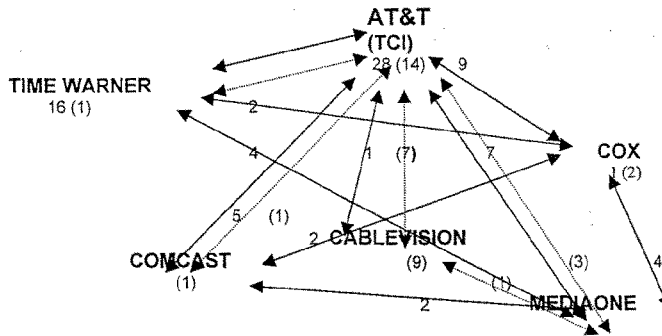 AT&T
(TCI)
28 (14)
9
TIME WARNER
16 (1)
2
4
1
(7)
7
COX
1 (2)
5
(1)
2
CABLEVISION
COMCAST
(1)
(9)
(3)
4
(1)
2
MEDIAONE